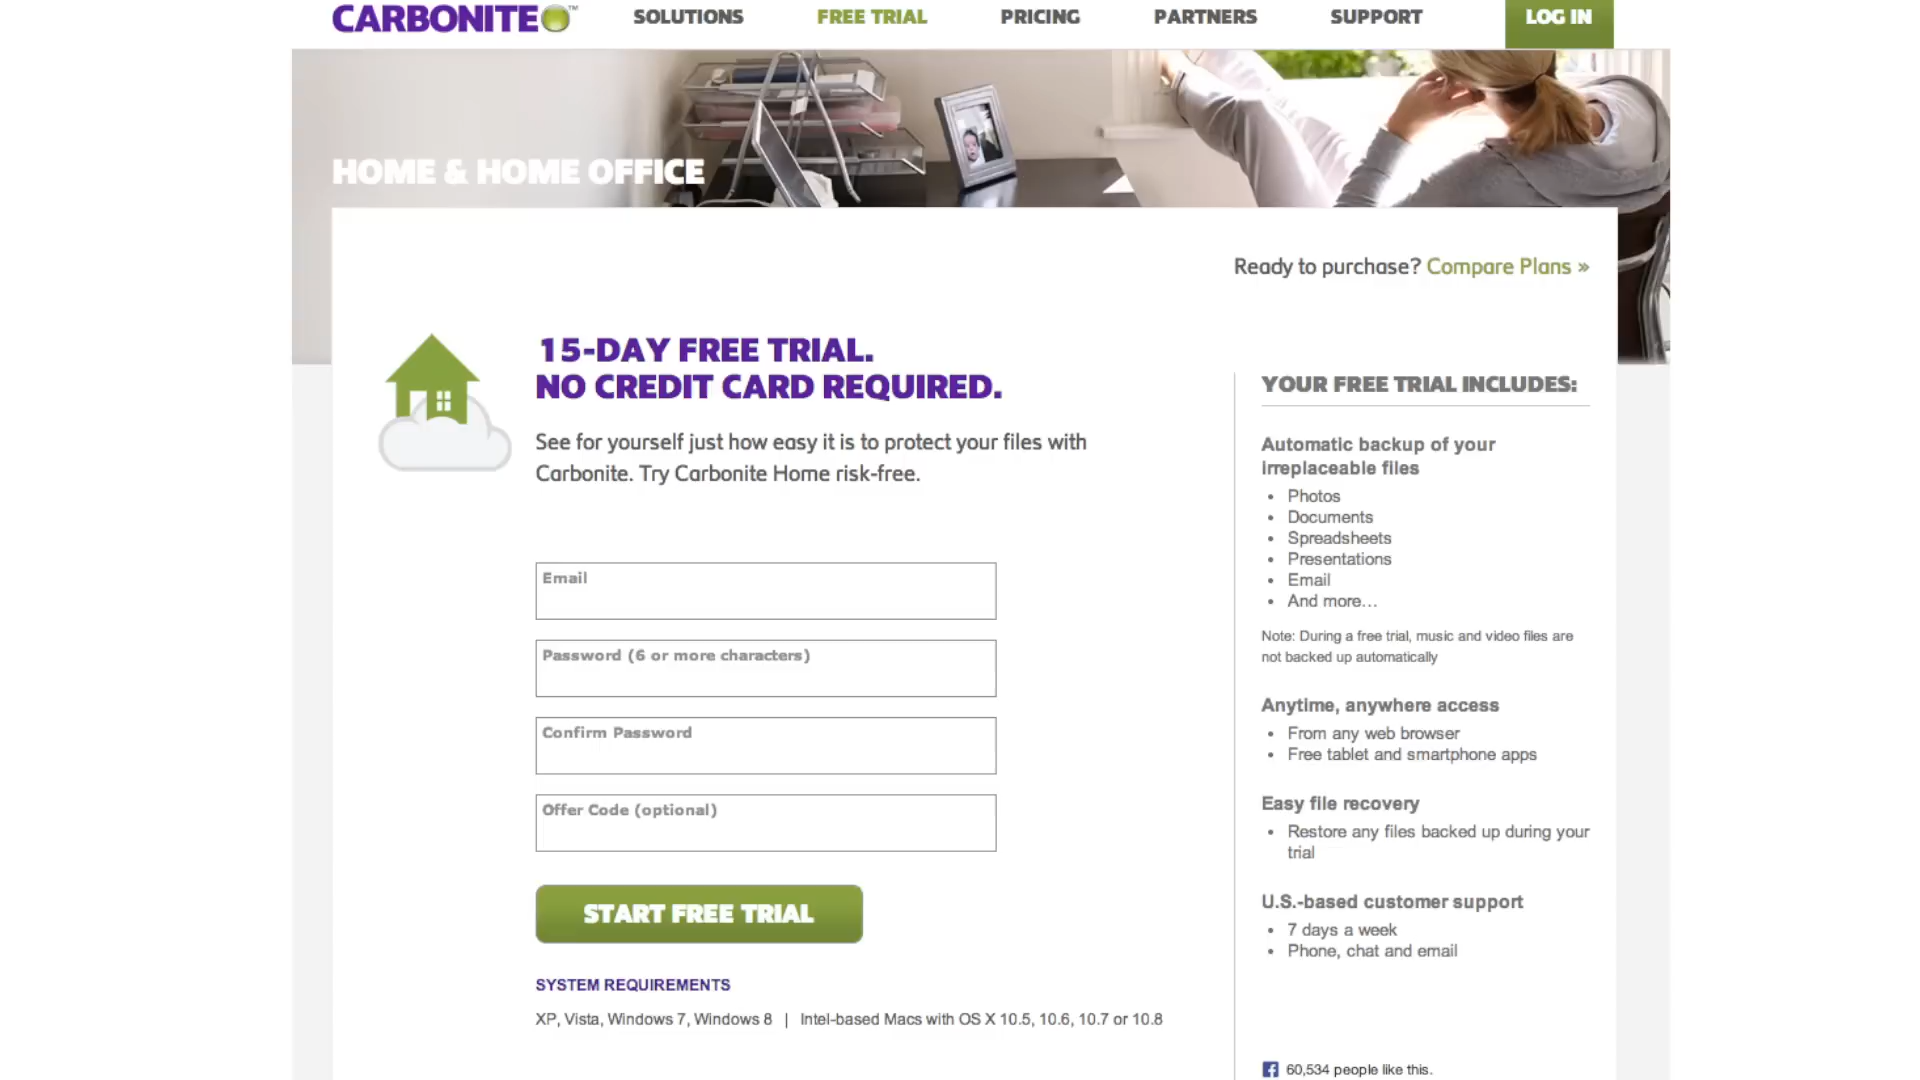 CARBONITE™
SOLUTIONS
FREE TRIAL
PRICING
PARTNERS
SUPPORT
LOG IN
HOME & HOME OFFICE
Ready to purchase? Compare Plans »
15-DAY FREE TRIAL.
NO CREDIT CARD REQUIRED.
See for yourself just how easy it is to protect your files with
Carbonite. Try Carbonite Home risk-free.
Email
Password (6 or more characters)
Confirm Password
Offer Code (optional)
START FREE TRIAL
SYSTEM REQUIREMENTS
XP, Vista, Windows 7, Windows 8 | Intel-based Macs with OS X 10.5, 10.6, 10.7 or 10.8
YOUR FREE TRIAL INCLUDES:
Automatic backup of your
irreplaceable files
• Photos
• Documents
• Spreadsheets
• Presentations
• Email
• And more…
Note: During a free trial, music and video files are
not backed up automatically
Anytime, anywhere access
• From any web browser
• Free tablet and smartphone apps
Easy file recovery
• Restore any files backed up during your
trial
U.S.-based customer support
• 7 days a week
• Phone, chat and email
60,534 people like this.